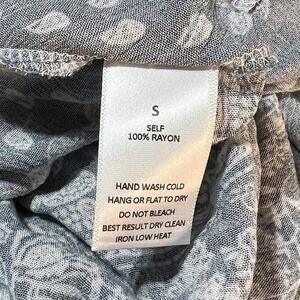 S
SELF
100% RAYON
HAND WASH COLD
HANG OR FLAT TO DRY
DO NOT BLEACH
BEST RESULT DRY CLEAN
IRON LOW HEAT